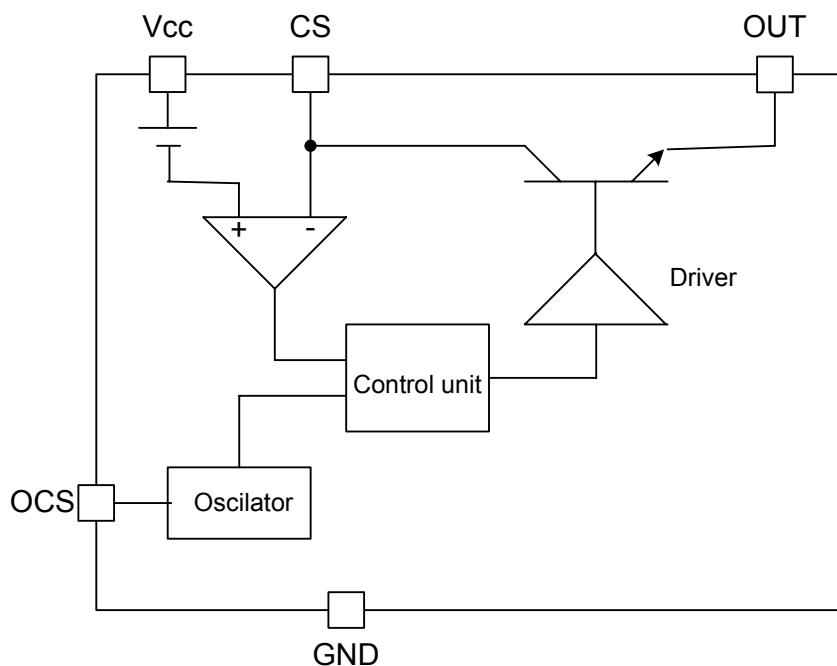 Vcc
CS
OUT
+
-
Driver
Control unit
OCS
Oscilator
GND